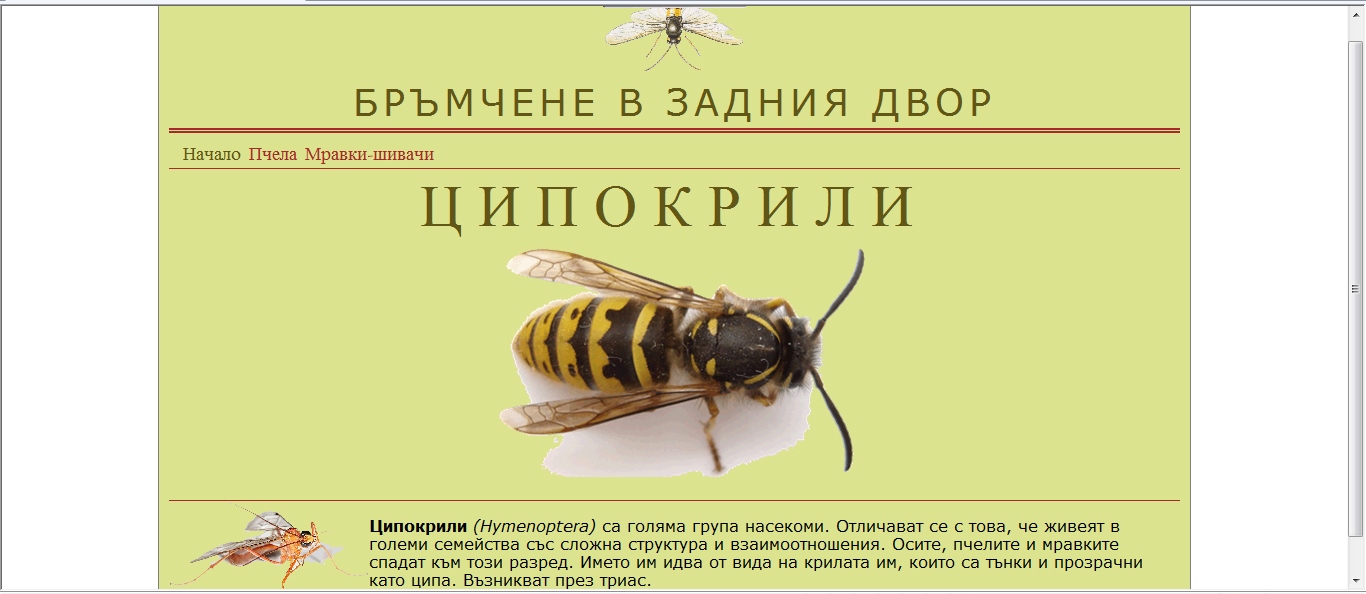 БРЪМЧЕНЕ В ЗАДНИЯ ДВОР
Начало Пчела Мравки-шивачи
ЦИПОКРИЛИ
Ципокрили (Hymenoptera) са голяма група насекоми. Отличават се с това, че живеят в
големи семейства със сложна структура и взаимоотношения. Осите, пчелите и мравките
спадат към този разред. Името им идва от вида на крилата им, които са тънки и прозрачни
като ципа. Възникват през триас.